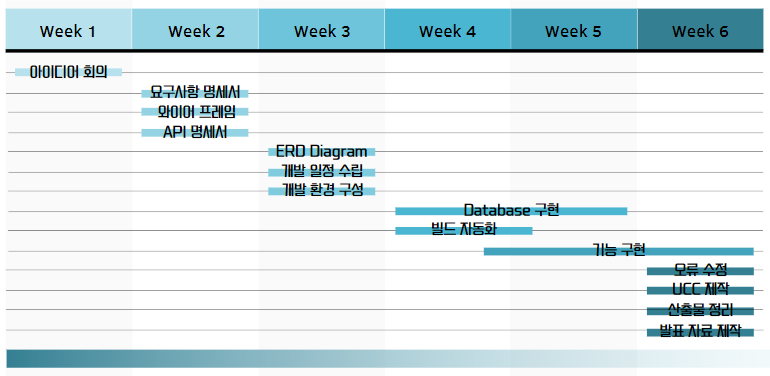 Week 1 Week 2 Week 3 Week 4 Week 5 Week 6
아이디어 회의
요구사항 명세서
와이어 프레임
API 명세서
ERD Diagram
개발 일정 수립
개발 환경 구성
Database 구현
빌드 자동화
기능 구현
오류 수정
UCC 제작
산출물 정리
발표 자료 제작